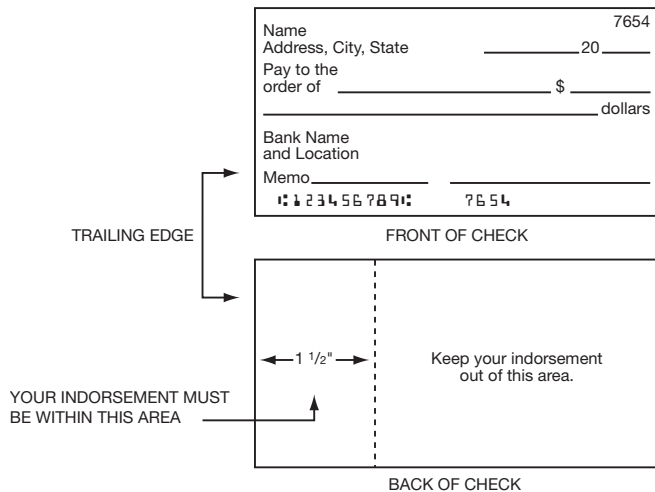 7654
Name
Address, City, State 20
Pay to the
order of $
dollars
Bank Name
and Location
Memo
⑆123456789⑆ 7654
TRAILING EDGE
FRONT OF CHECK
1 1/2"
Keep your indorsement
out of this area.
YOUR INDORSEMENT MUST
BE WITHIN THIS AREA
BACK OF CHECK